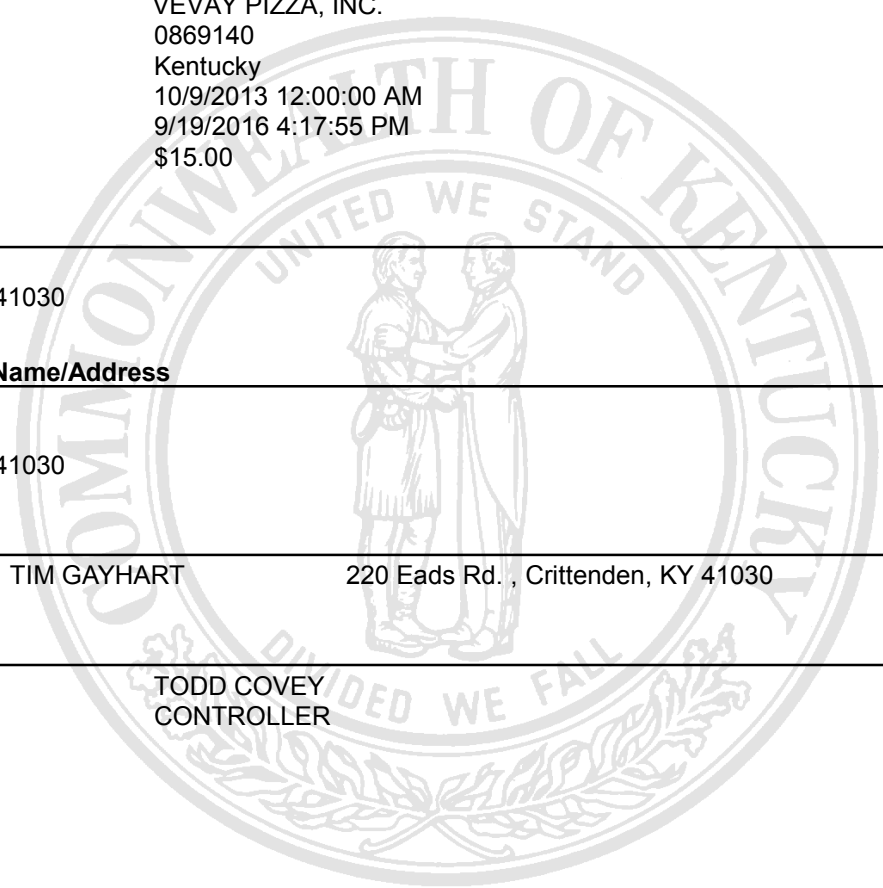 VEVAY PIZZA, INC.
0869140
Kentucky
10/9/2013 12:00:00 AM
9/19/2016 4:17:55 PM
$15.00
41030
Name/Address
41030
TIM GAYHART 220 Eads Rd. , Crittenden, KY 41030
TODD COVEY
CONTROLLER
COMMONWEALTH OF KENTUCKY
UNITED WE STAND
DIVIDED WE FALL